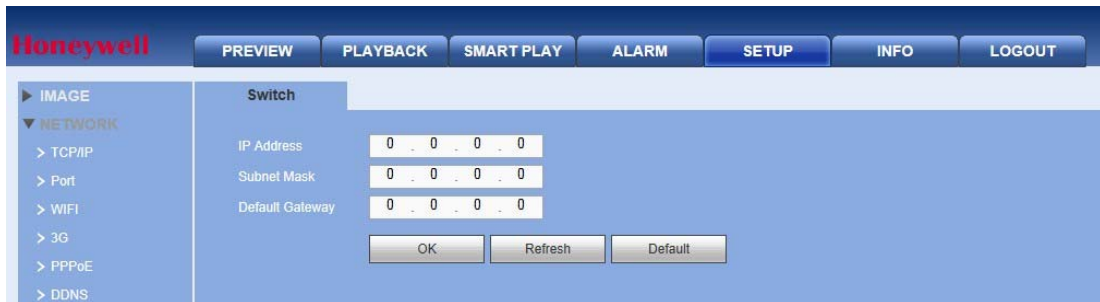 Honeywell
PREVIEW PLAYBACK SMART PLAY ALARM SETUP INFO LOGOUT
IMAGE
NETWORK
> TCP/IP
> Port
> WIFI
> 3G
> PPPoE
> DDNS
Switch
IP Address 0 . 0 . 0 . 0
Subnet Mask 0 . 0 . 0 . 0
Default Gateway 0 . 0 . 0 . 0
OK Refresh Default